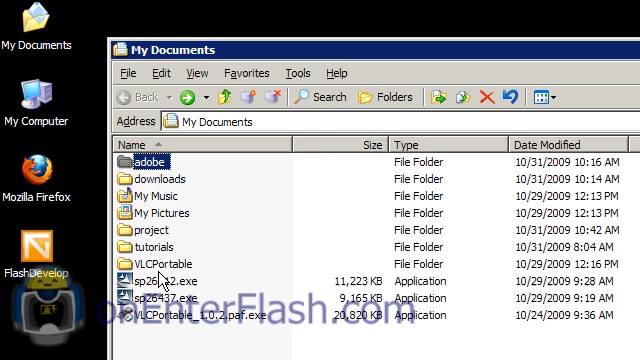 My Documents
My Computer
Mozilla Firefox
FlashDevelop
My Documents
File Edit View Favorites Tools Help
Back Search Folders
Address My Documents
Name Size Type Date Modified
adobe File Folder 10/31/2009 10:16 AM
downloads File Folder 10/31/2009 10:14 AM
My Music File Folder 10/29/2009 12:13 PM
My Pictures File Folder 10/29/2009 12:13 PM
project File Folder 10/31/2009 10:42 AM
tutorials File Folder 10/31/2009 8:04 AM
VLCPortable File Folder 10/29/2009 12:16 PM
11,223 KB Application 10/29/2009 9:28 AM
sp26437.exe 9,165 KB Application 10/29/2009 9:19 AM
VLCPortable_1.0.2.paf.exe 20,820 KB Application 10/24/2009 9:36 AM
OEF
onEnterFlash.com